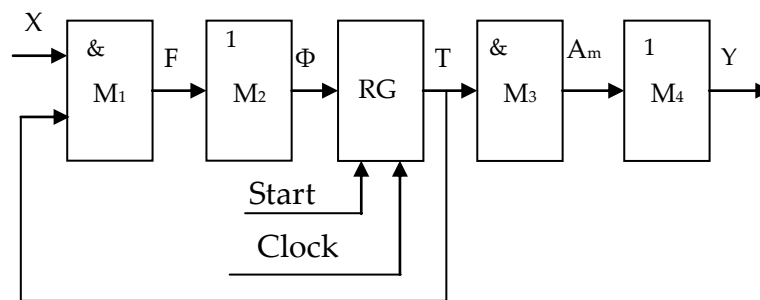 X
&
M₁
F
1
M₂
Φ
RG
T
&
M₃
Aₘ
1
M₄
Y
Start
Clock